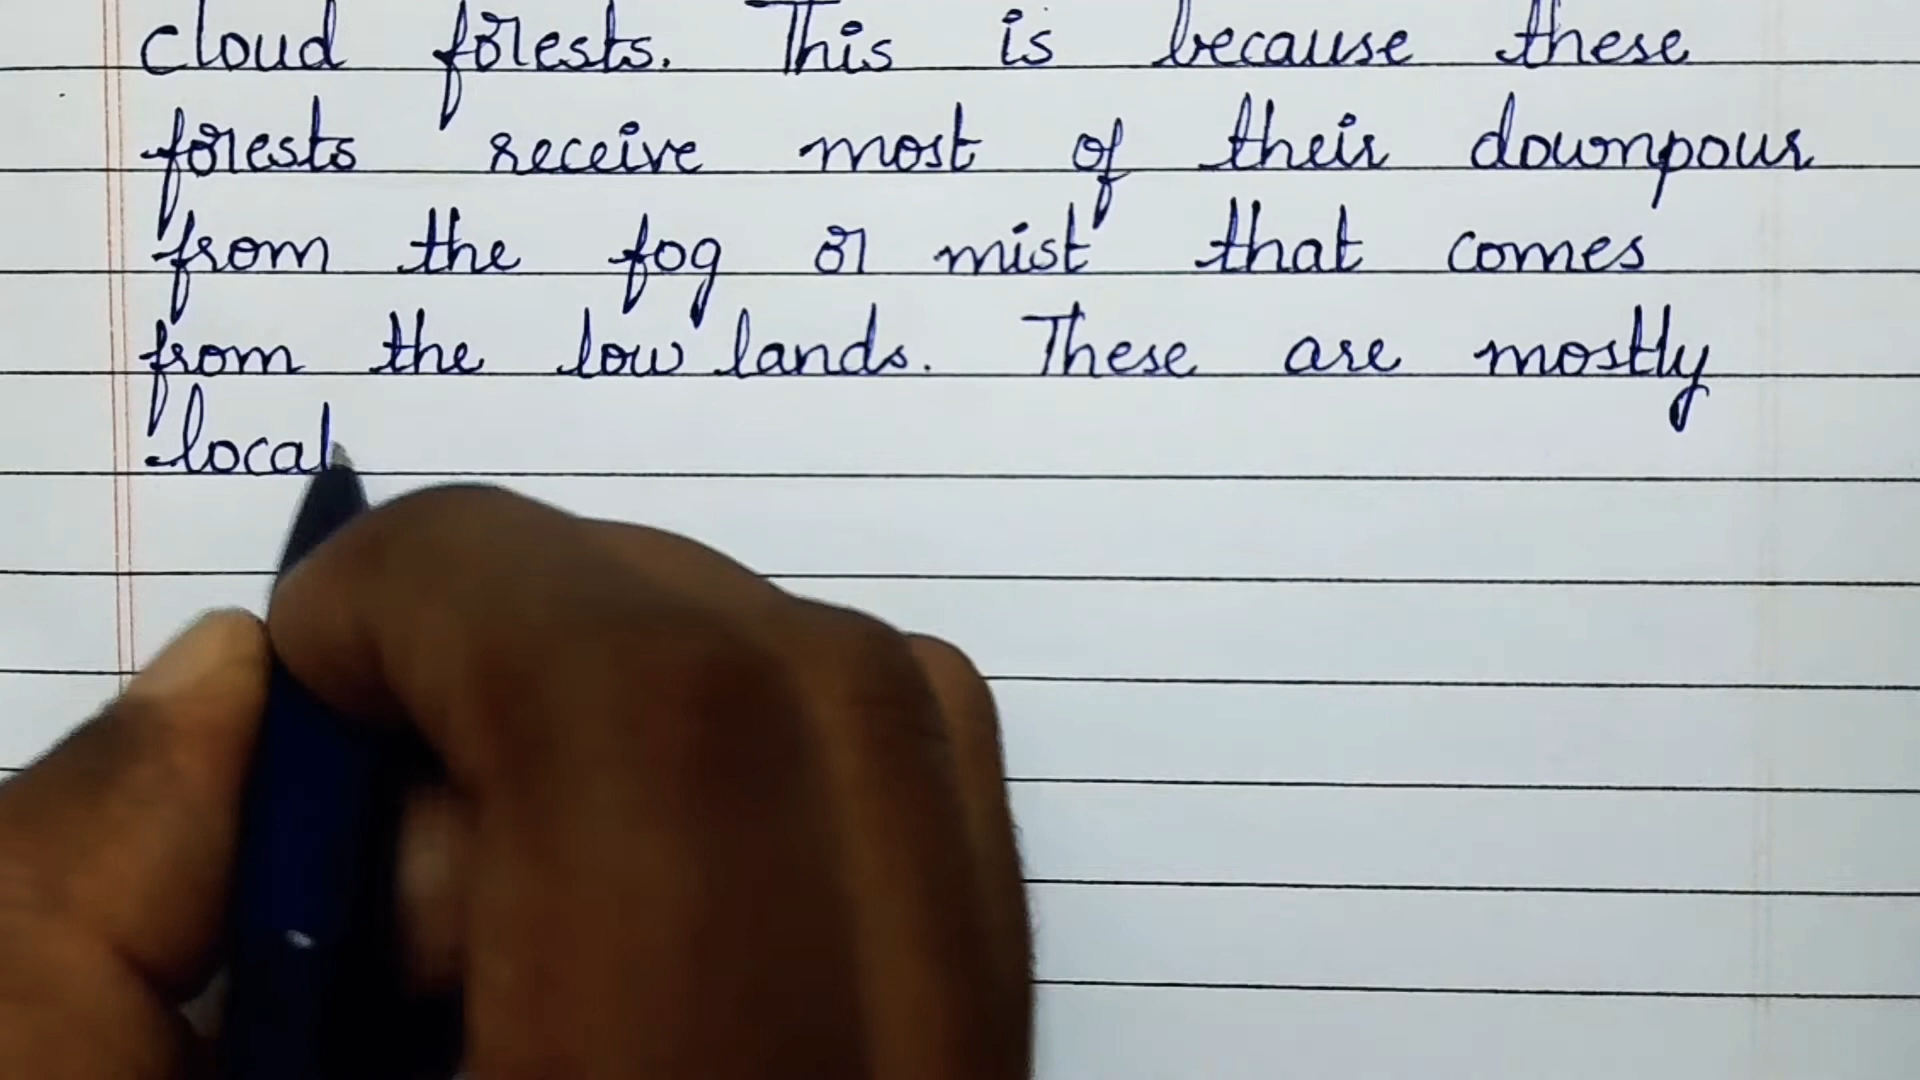 cloud forests. This is because these
forests receive most of their downpour
from the fog or mist that comes
from the low lands. These are mostly
local